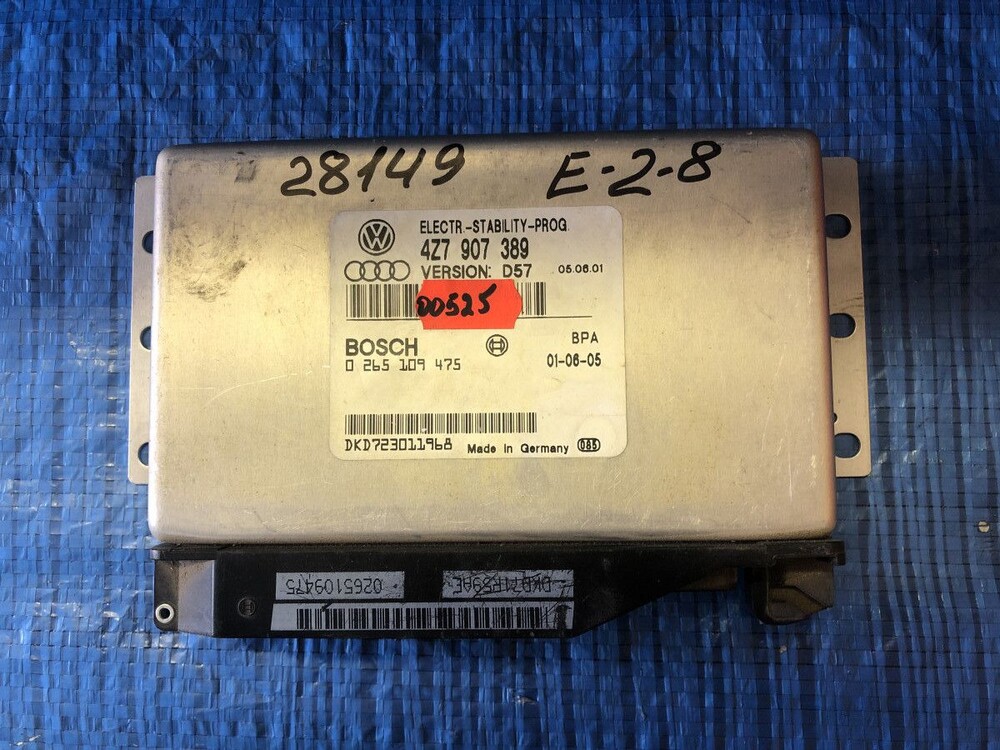 28149 E-2-8
ELECTR.-STABILITY-PROG.
4Z7 907 389
VERSION: D57 05.06.01
00525
BOSCH
BPA
0 265 109 475 01-06-05
DKD723011968 Made in Germany 085
0265109475